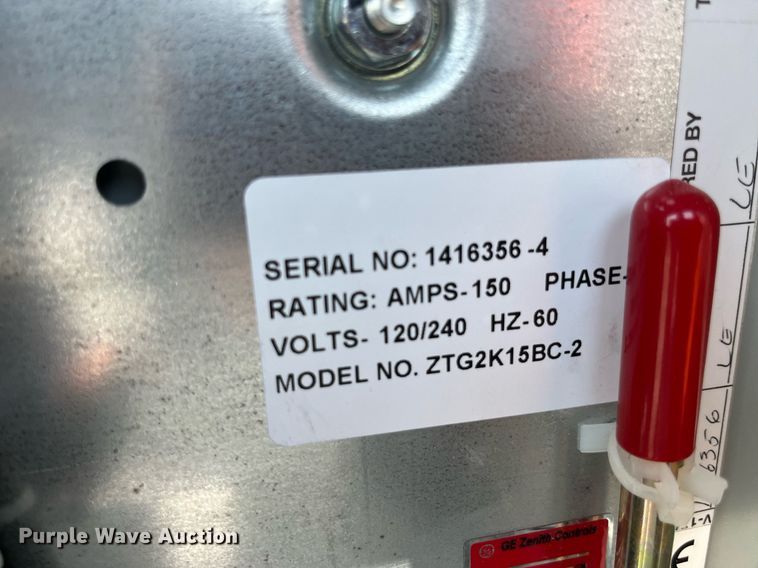 SERIAL NO: 1416356 -4
RATING: AMPS-150 PHASE-
VOLTS- 120/240 HZ-60
MODEL NO. ZTG2K15BC-2
RED BY
LE
LE
6356
V-1
GE Zenith Controls
Purple Wave Auction